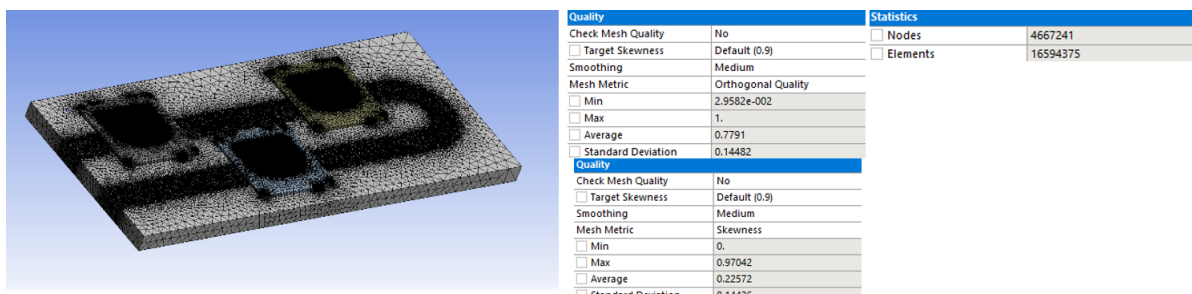 Quality
Check Mesh Quality No
Target Skewness Default (0.9)
Smoothing Medium
Mesh Metric Orthogonal Quality
Min 2.9582e-002
Max 1.
Average 0.7791
Standard Deviation 0.14482
Quality
Check Mesh Quality No
Target Skewness Default (0.9)
Smoothing Medium
Mesh Metric Skewness
Min 0.
Max 0.97042
Average 0.22572
Standard Deviation
Statistics
Nodes 4667241
Elements 16594375